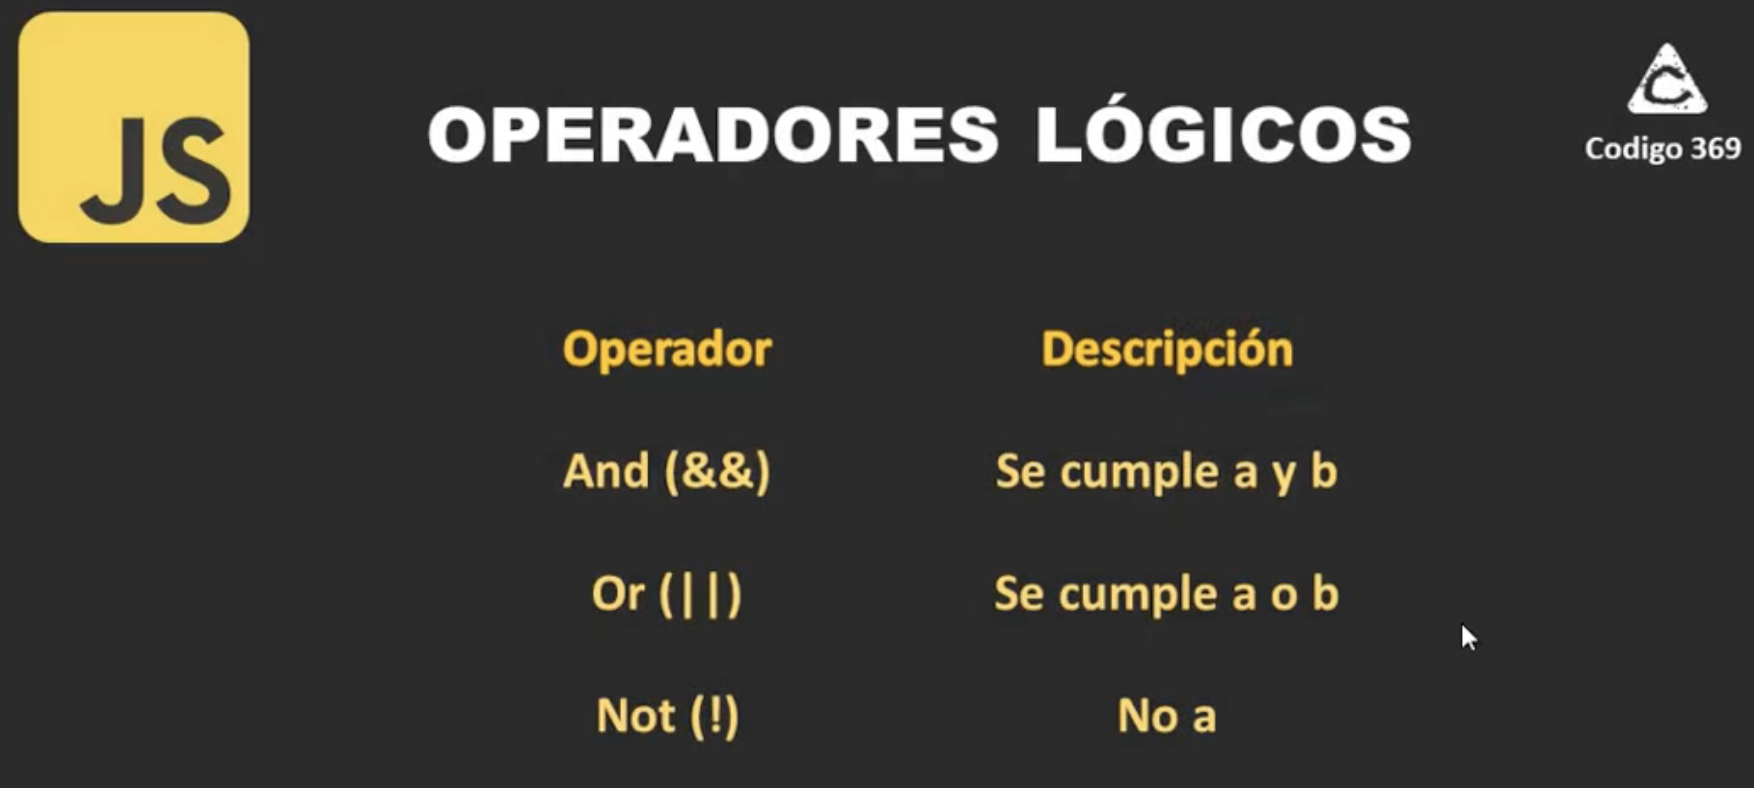 JS
OPERADORES LÓGICOS
Codigo 369
Operador Descripción
And (&&) Se cumple a y b
Or (||) Se cumple a o b
Not (!) No a